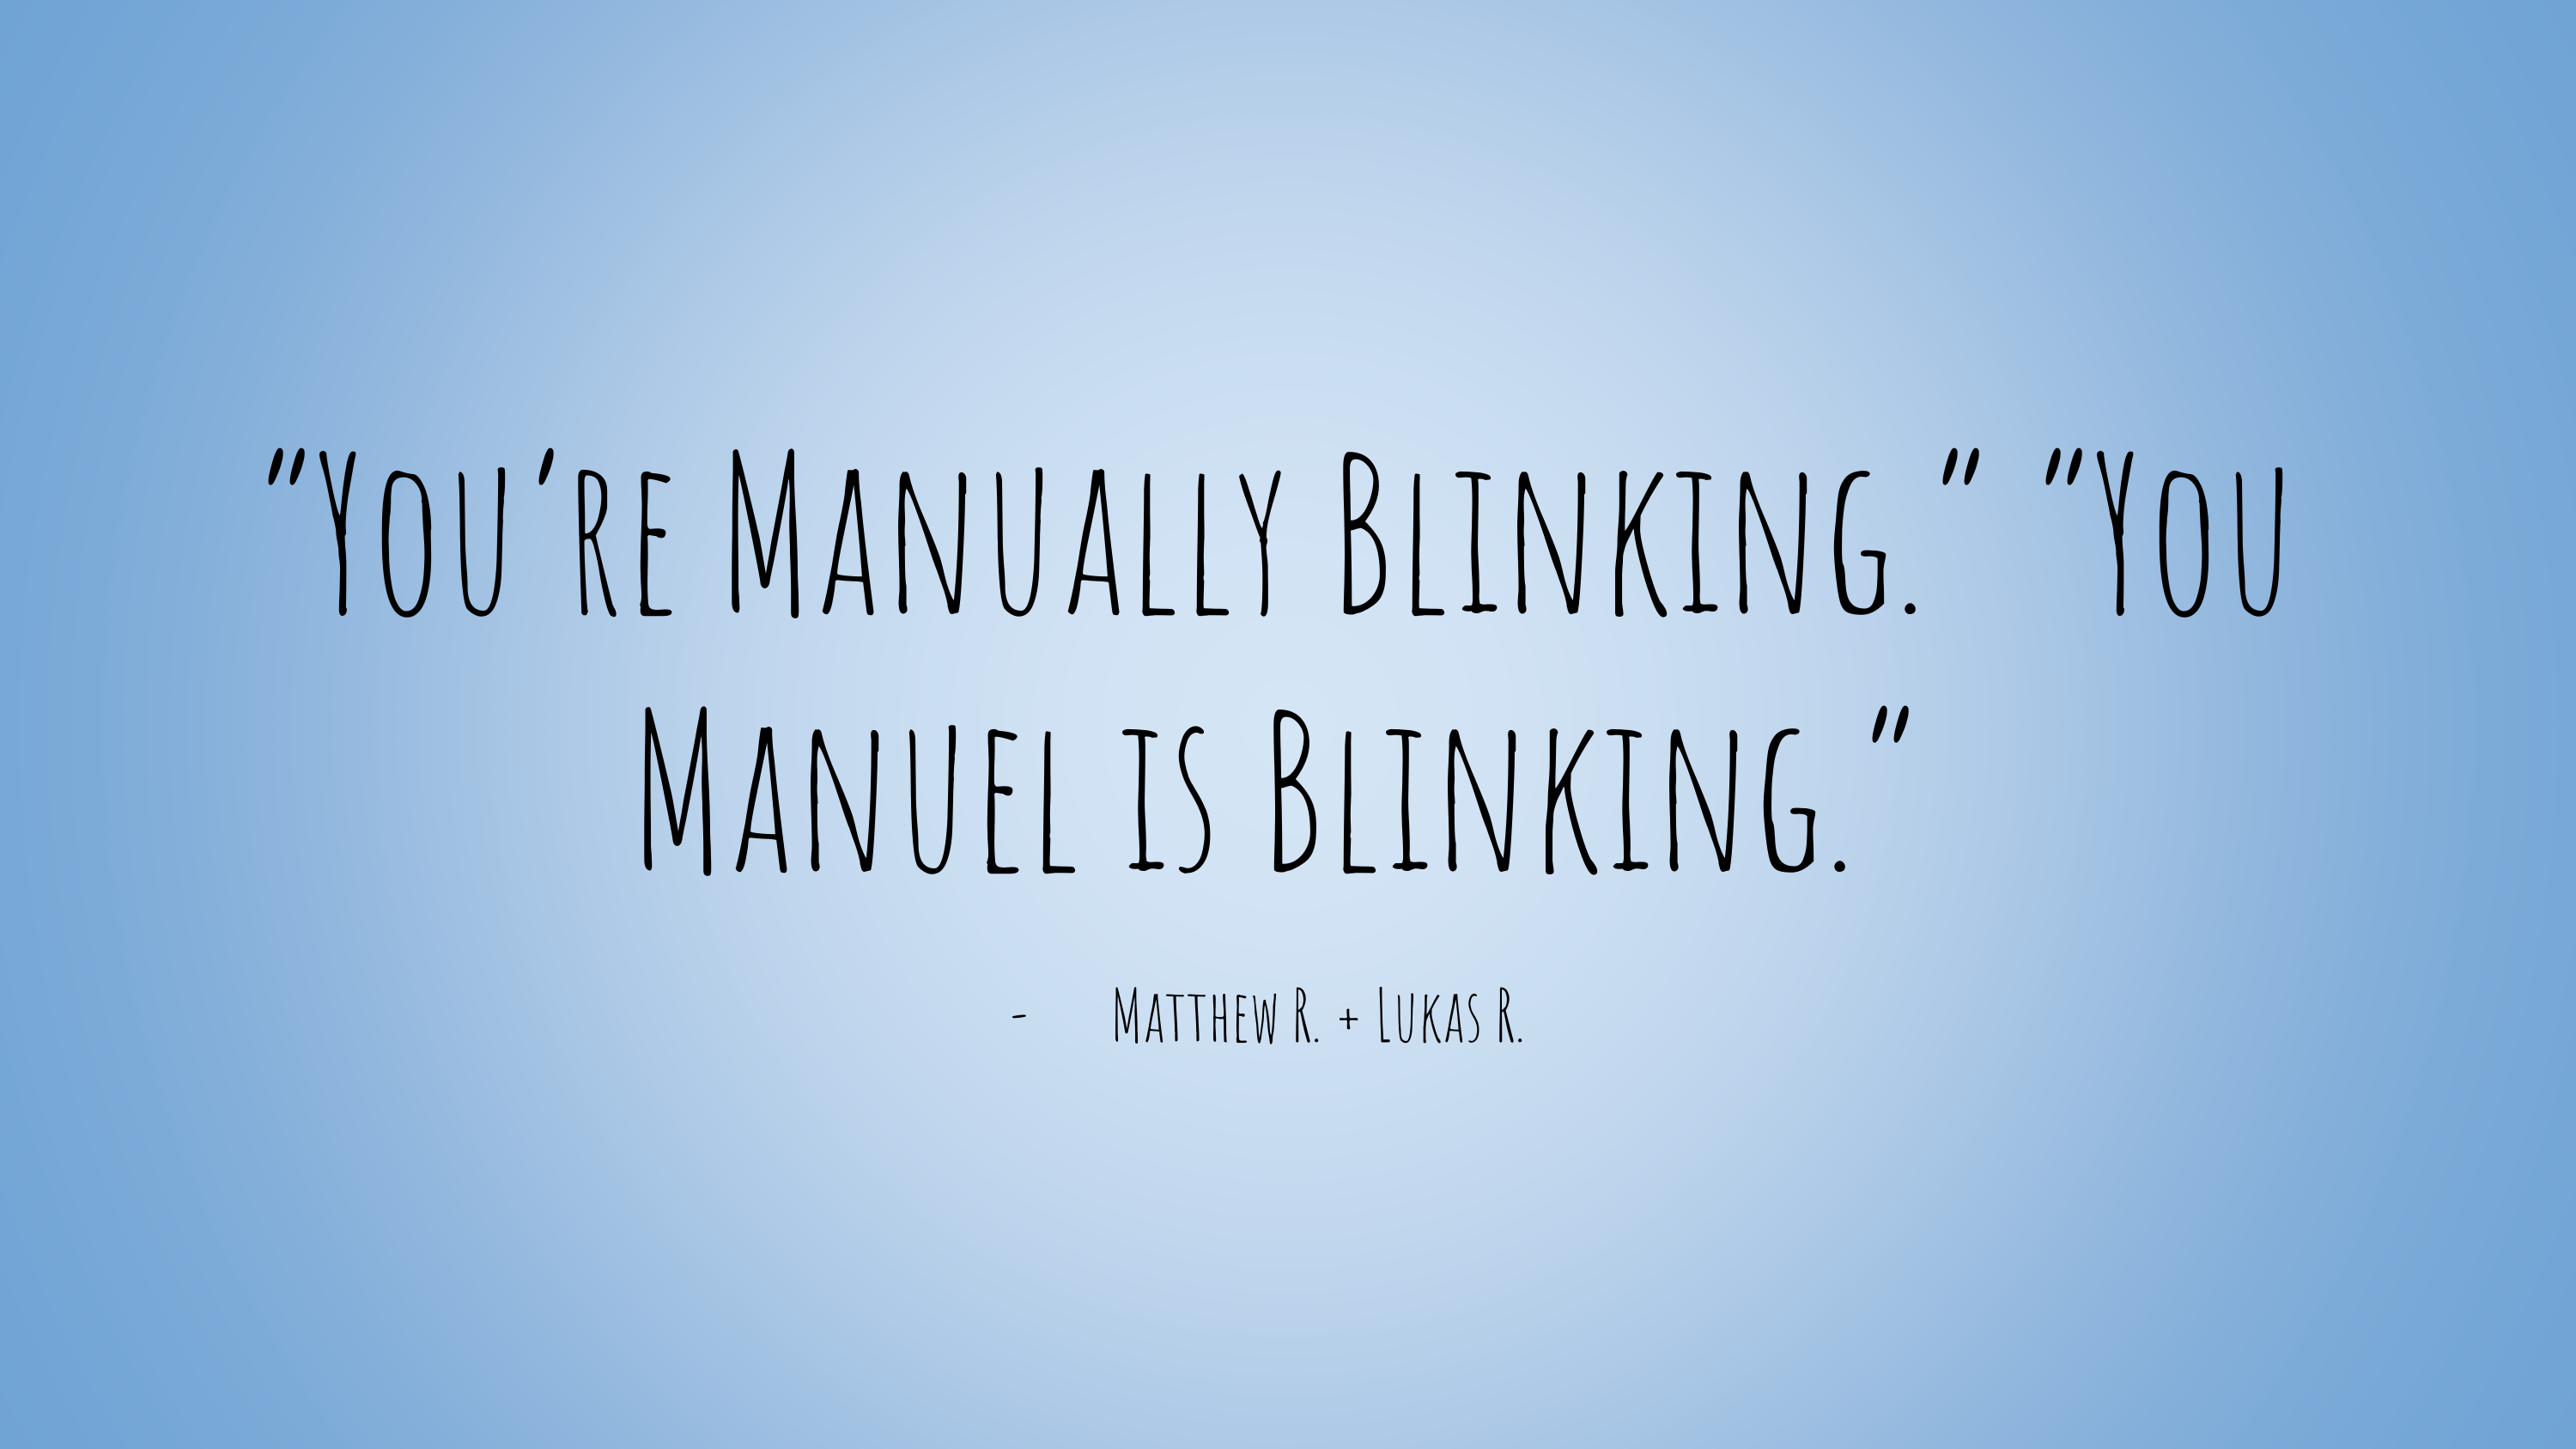 “You’re Manually Blinking.” “You
Manuel is Blinking.”
- Matthew R. + Lukas R.